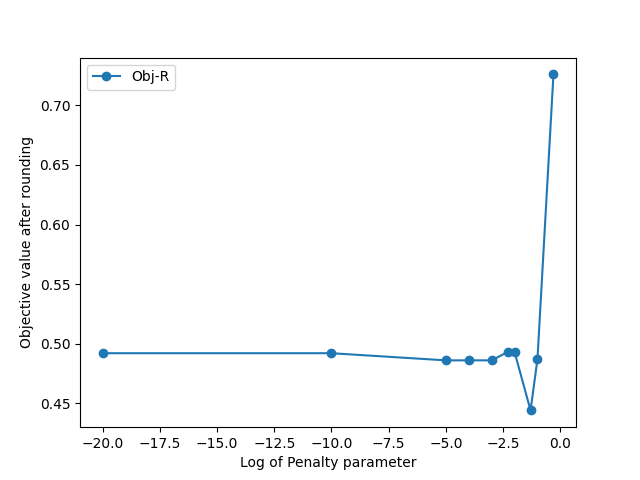 Obj-R
Objective value after rounding
0.70
0.65
0.60
0.55
0.50
0.45
−20.0 −17.5 −15.0 −12.5 −10.0 −7.5 −5.0 −2.5 0.0
Log of Penalty parameter